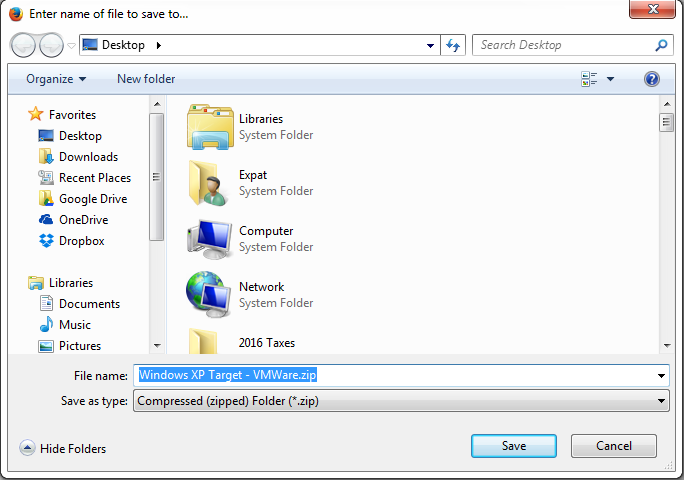 Enter name of file to save to...
Desktop
Search Desktop
Organize
New folder
Favorites
Desktop
Downloads
Recent Places
Google Drive
OneDrive
Dropbox
Libraries
Documents
Music
Pictures
Libraries
System Folder
Expat
System Folder
Computer
System Folder
Network
System Folder
2016 Taxes
File name: Windows XP Target - VMWare.zip
Save as type: Compressed (zipped) Folder (*.zip)
Hide Folders
Save
Cancel